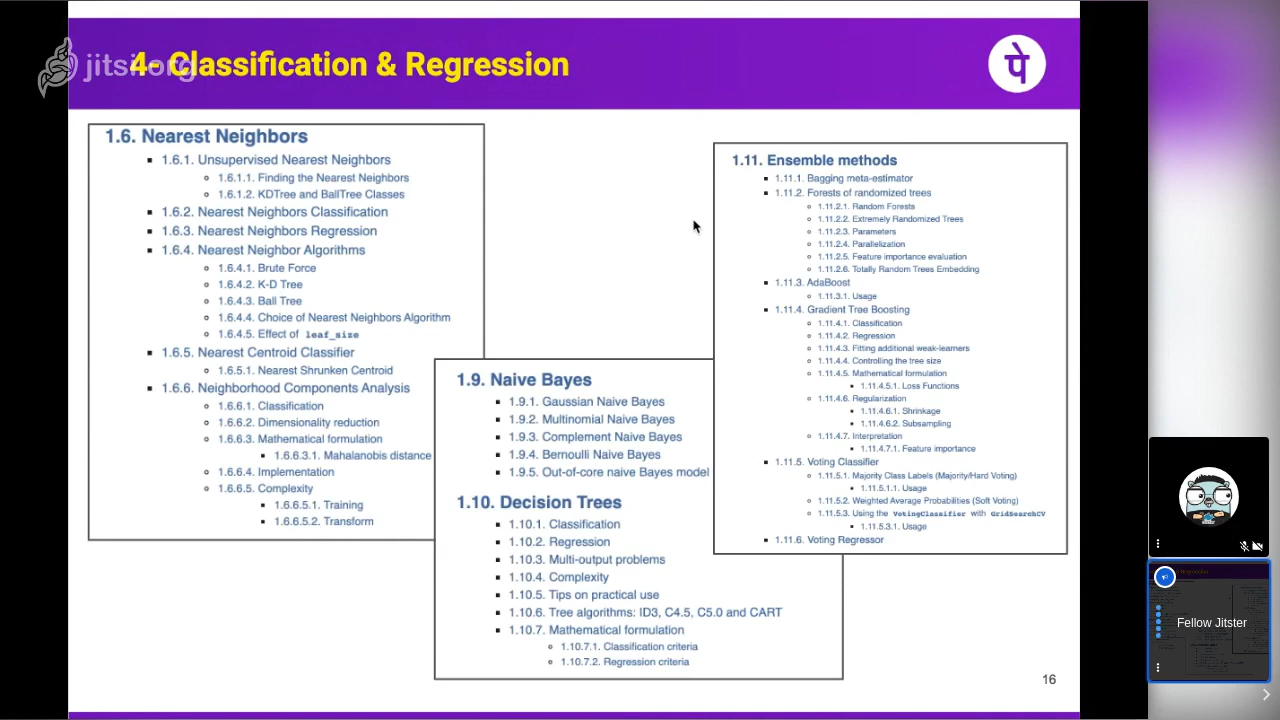 jitsi.org
4- Classification & Regression
पे
1.6. Nearest Neighbors
1.6.1. Unsupervised Nearest Neighbors
1.6.1.1. Finding the Nearest Neighbors
1.6.1.2. KDTree and BallTree Classes
1.6.2. Nearest Neighbors Classification
1.6.3. Nearest Neighbors Regression
1.6.4. Nearest Neighbor Algorithms
1.6.4.1. Brute Force
1.6.4.2. K-D Tree
1.6.4.3. Ball Tree
1.6.4.4. Choice of Nearest Neighbors Algorithm
1.6.4.5. Effect of leaf_size
1.6.5. Nearest Centroid Classifier
1.6.5.1. Nearest Shrunken Centroid
1.6.6. Neighborhood Components Analysis
1.6.6.1. Classification
1.6.6.2. Dimensionality reduction
1.6.6.3. Mathematical formulation
1.6.6.3.1. Mahalanobis distance
1.6.6.4. Implementation
1.6.6.5. Complexity
1.6.6.5.1. Training
1.6.6.5.2. Transform
1.9. Naive Bayes
1.9.1. Gaussian Naive Bayes
1.9.2. Multinomial Naive Bayes
1.9.3. Complement Naive Bayes
1.9.4. Bernoulli Naive Bayes
1.9.5. Out-of-core naive Bayes model
1.10. Decision Trees
1.10.1. Classification
1.10.2. Regression
1.10.3. Multi-output problems
1.10.4. Complexity
1.10.5. Tips on practical use
1.10.6. Tree algorithms: ID3, C4.5, C5.0 and CART
1.10.7. Mathematical formulation
1.10.7.1. Classification criteria
1.10.7.2. Regression criteria
1.11. Ensemble methods
1.11.1. Bagging meta-estimator
1.11.2. Forests of randomized trees
1.11.2.1. Random Forests
1.11.2.2. Extremely Randomized Trees
1.11.2.3. Parameters
1.11.2.4. Parallelization
1.11.2.5. Feature importance evaluation
1.11.2.6. Totally Random Trees Embedding
1.11.3. AdaBoost
1.11.3.1. Usage
1.11.4. Gradient Tree Boosting
1.11.4.1. Classification
1.11.4.2. Regression
1.11.4.3. Fitting additional weak-learners
1.11.4.4. Controlling the tree size
1.11.4.5. Mathematical formulation
1.11.4.5.1. Loss Functions
1.11.4.6. Regularization
1.11.4.6.1. Shrinkage
1.11.4.6.2. Subsampling
1.11.4.7. Interpretation
1.11.4.7.1. Feature importance
1.11.5. Voting Classifier
1.11.5.1. Majority Class Labels (Majority/Hard Voting)
1.11.5.1.1. Usage
1.11.5.2. Weighted Average Probabilities (Soft Voting)
1.11.5.3. Using the VotingClassifier with GridSearchCV
1.11.5.3.1. Usage
1.11.6. Voting Regressor
16
Fellow Jitster